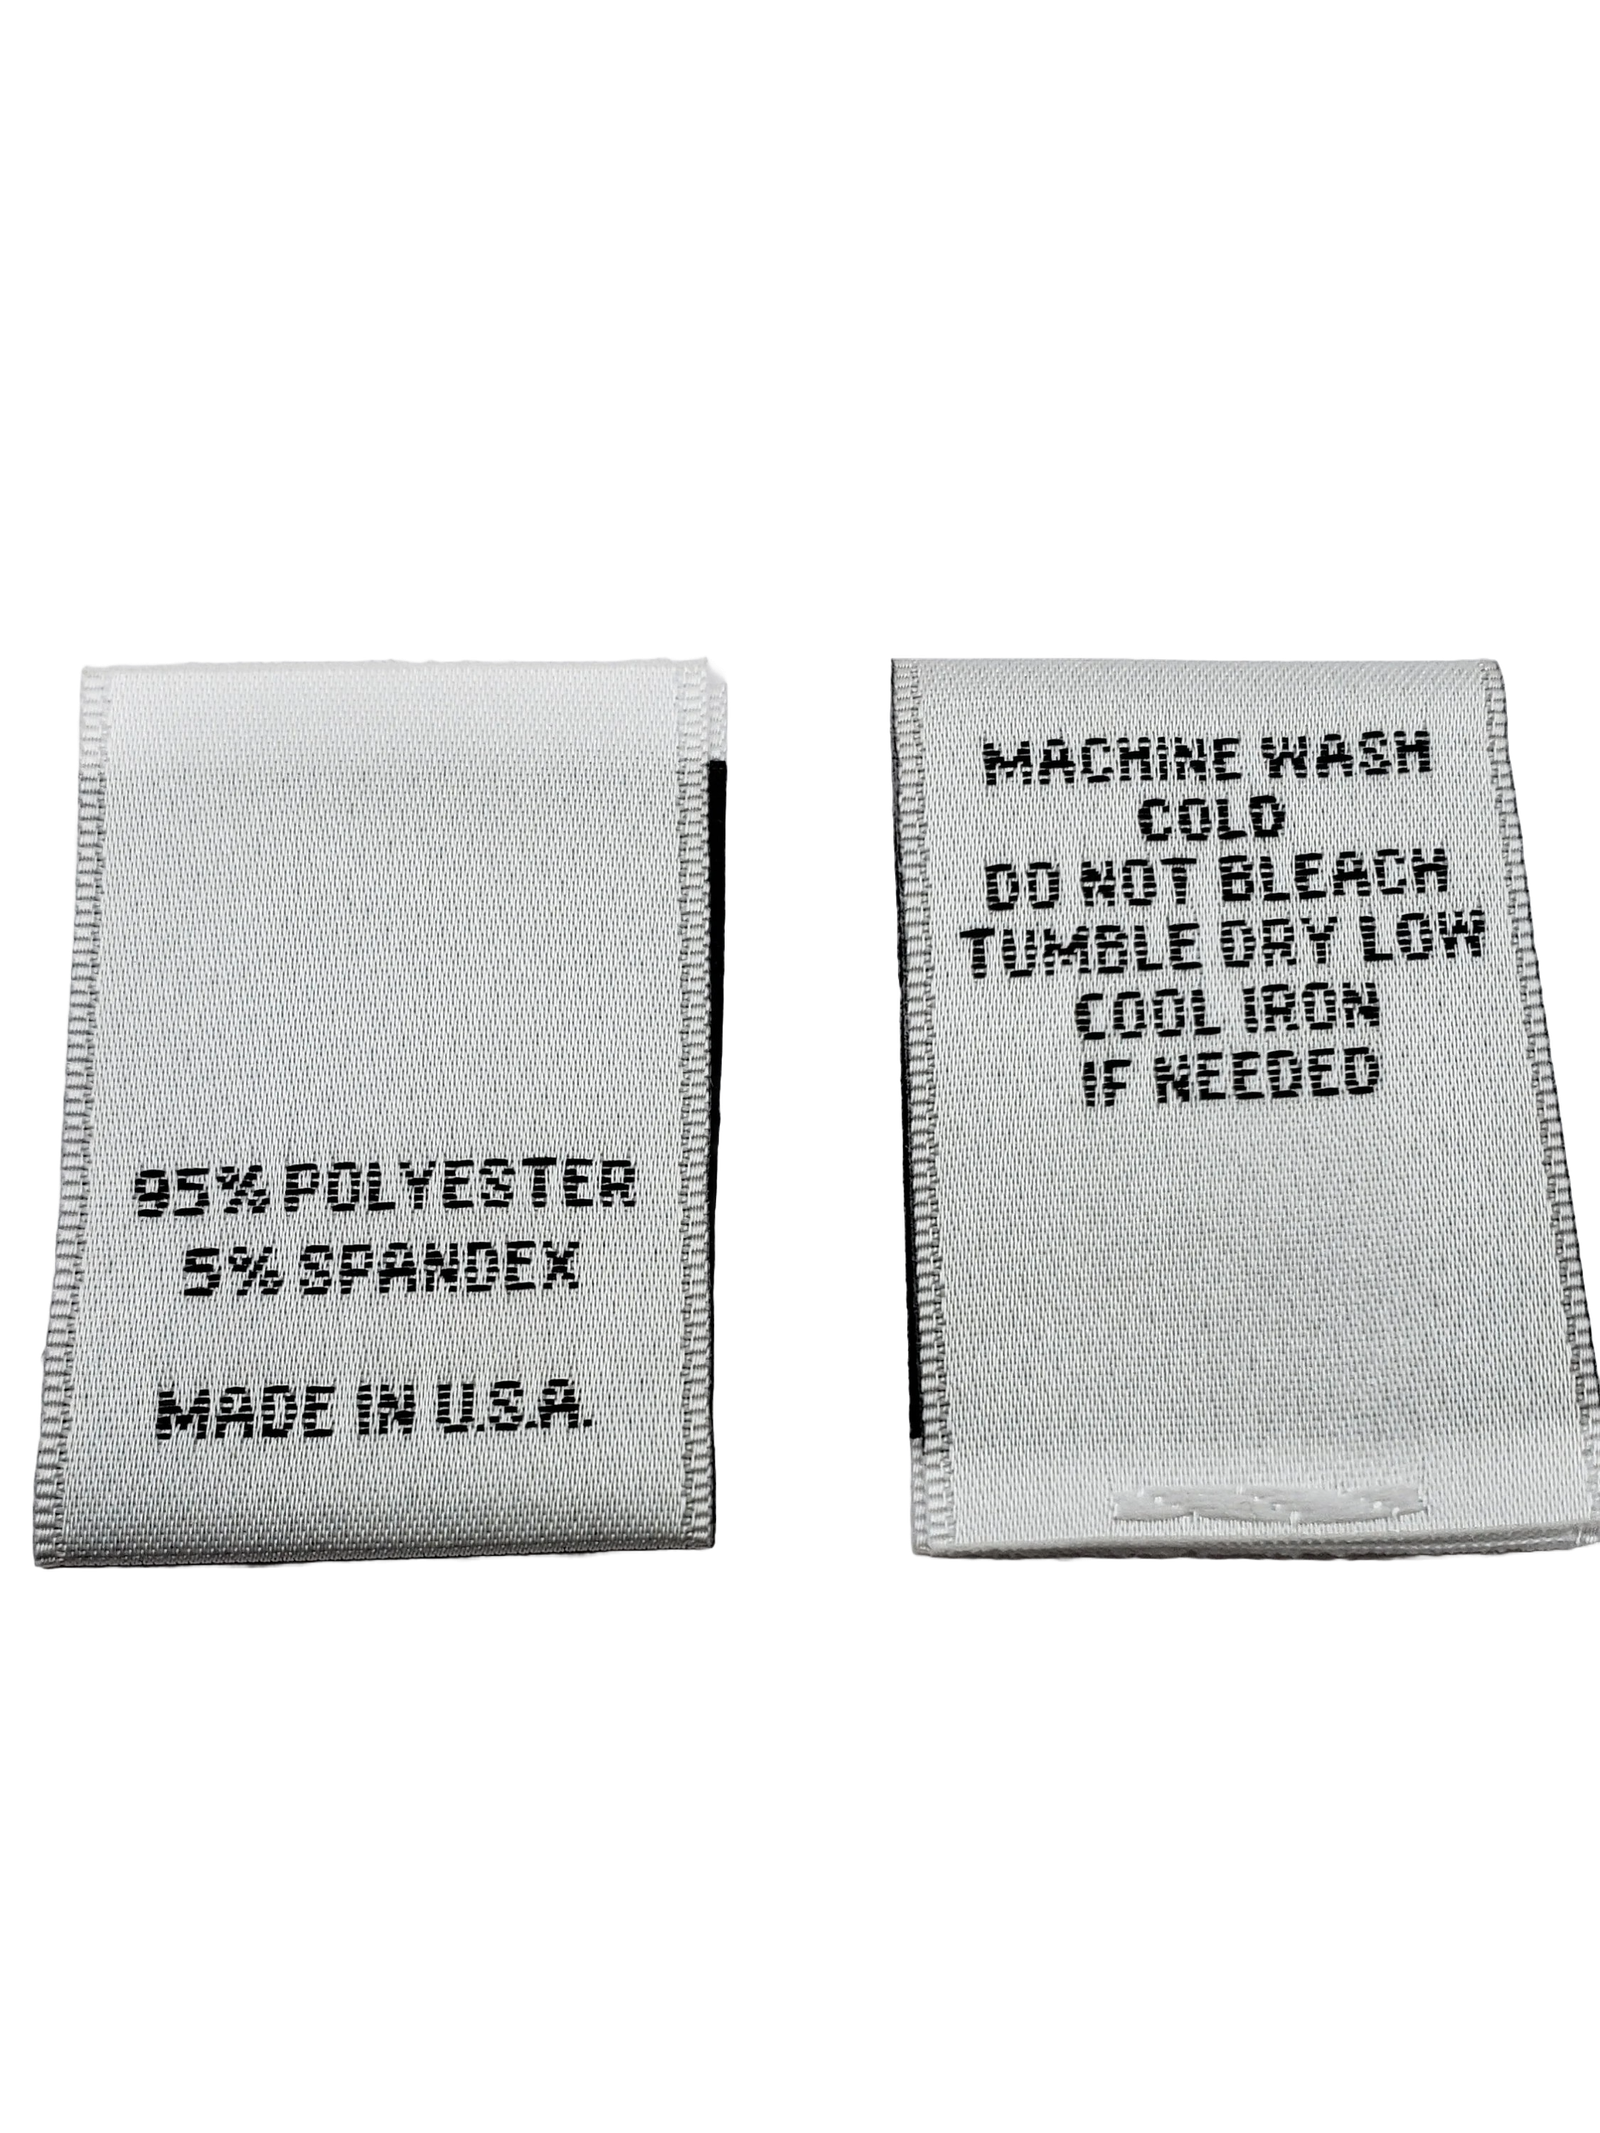 95% POLYESTER
5% SPANDEX
MADE IN U.S.A.
MACHINE WASH
COLD
DO NOT BLEACH
TUMBLE DRY LOW
COOL IRON
IF NEEDED